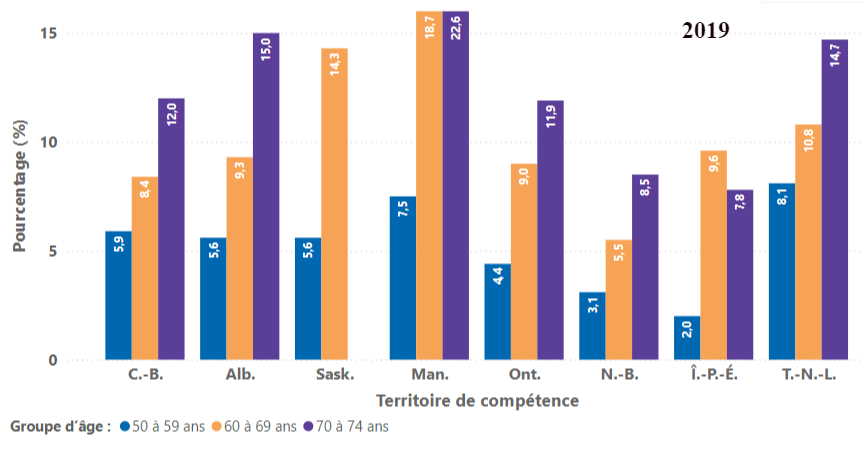 2019
Pourcentage (%)
15
10
5
0
5,9 8,4 12,0
5,6 9,3 15,0
5,6 14,3
7,5 18,7 22,6
4,4 9,0 11,9
3,1 5,5 8,5
2,0 9,6 7,8
8,1 10,8 14,7
C.-B. Alb. Sask. Man. Ont. N.-B. Î.-P.-É. T.-N.-L.
Territoire de compétence
Groupe d’âge : 50 à 59 ans 60 à 69 ans 70 à 74 ans